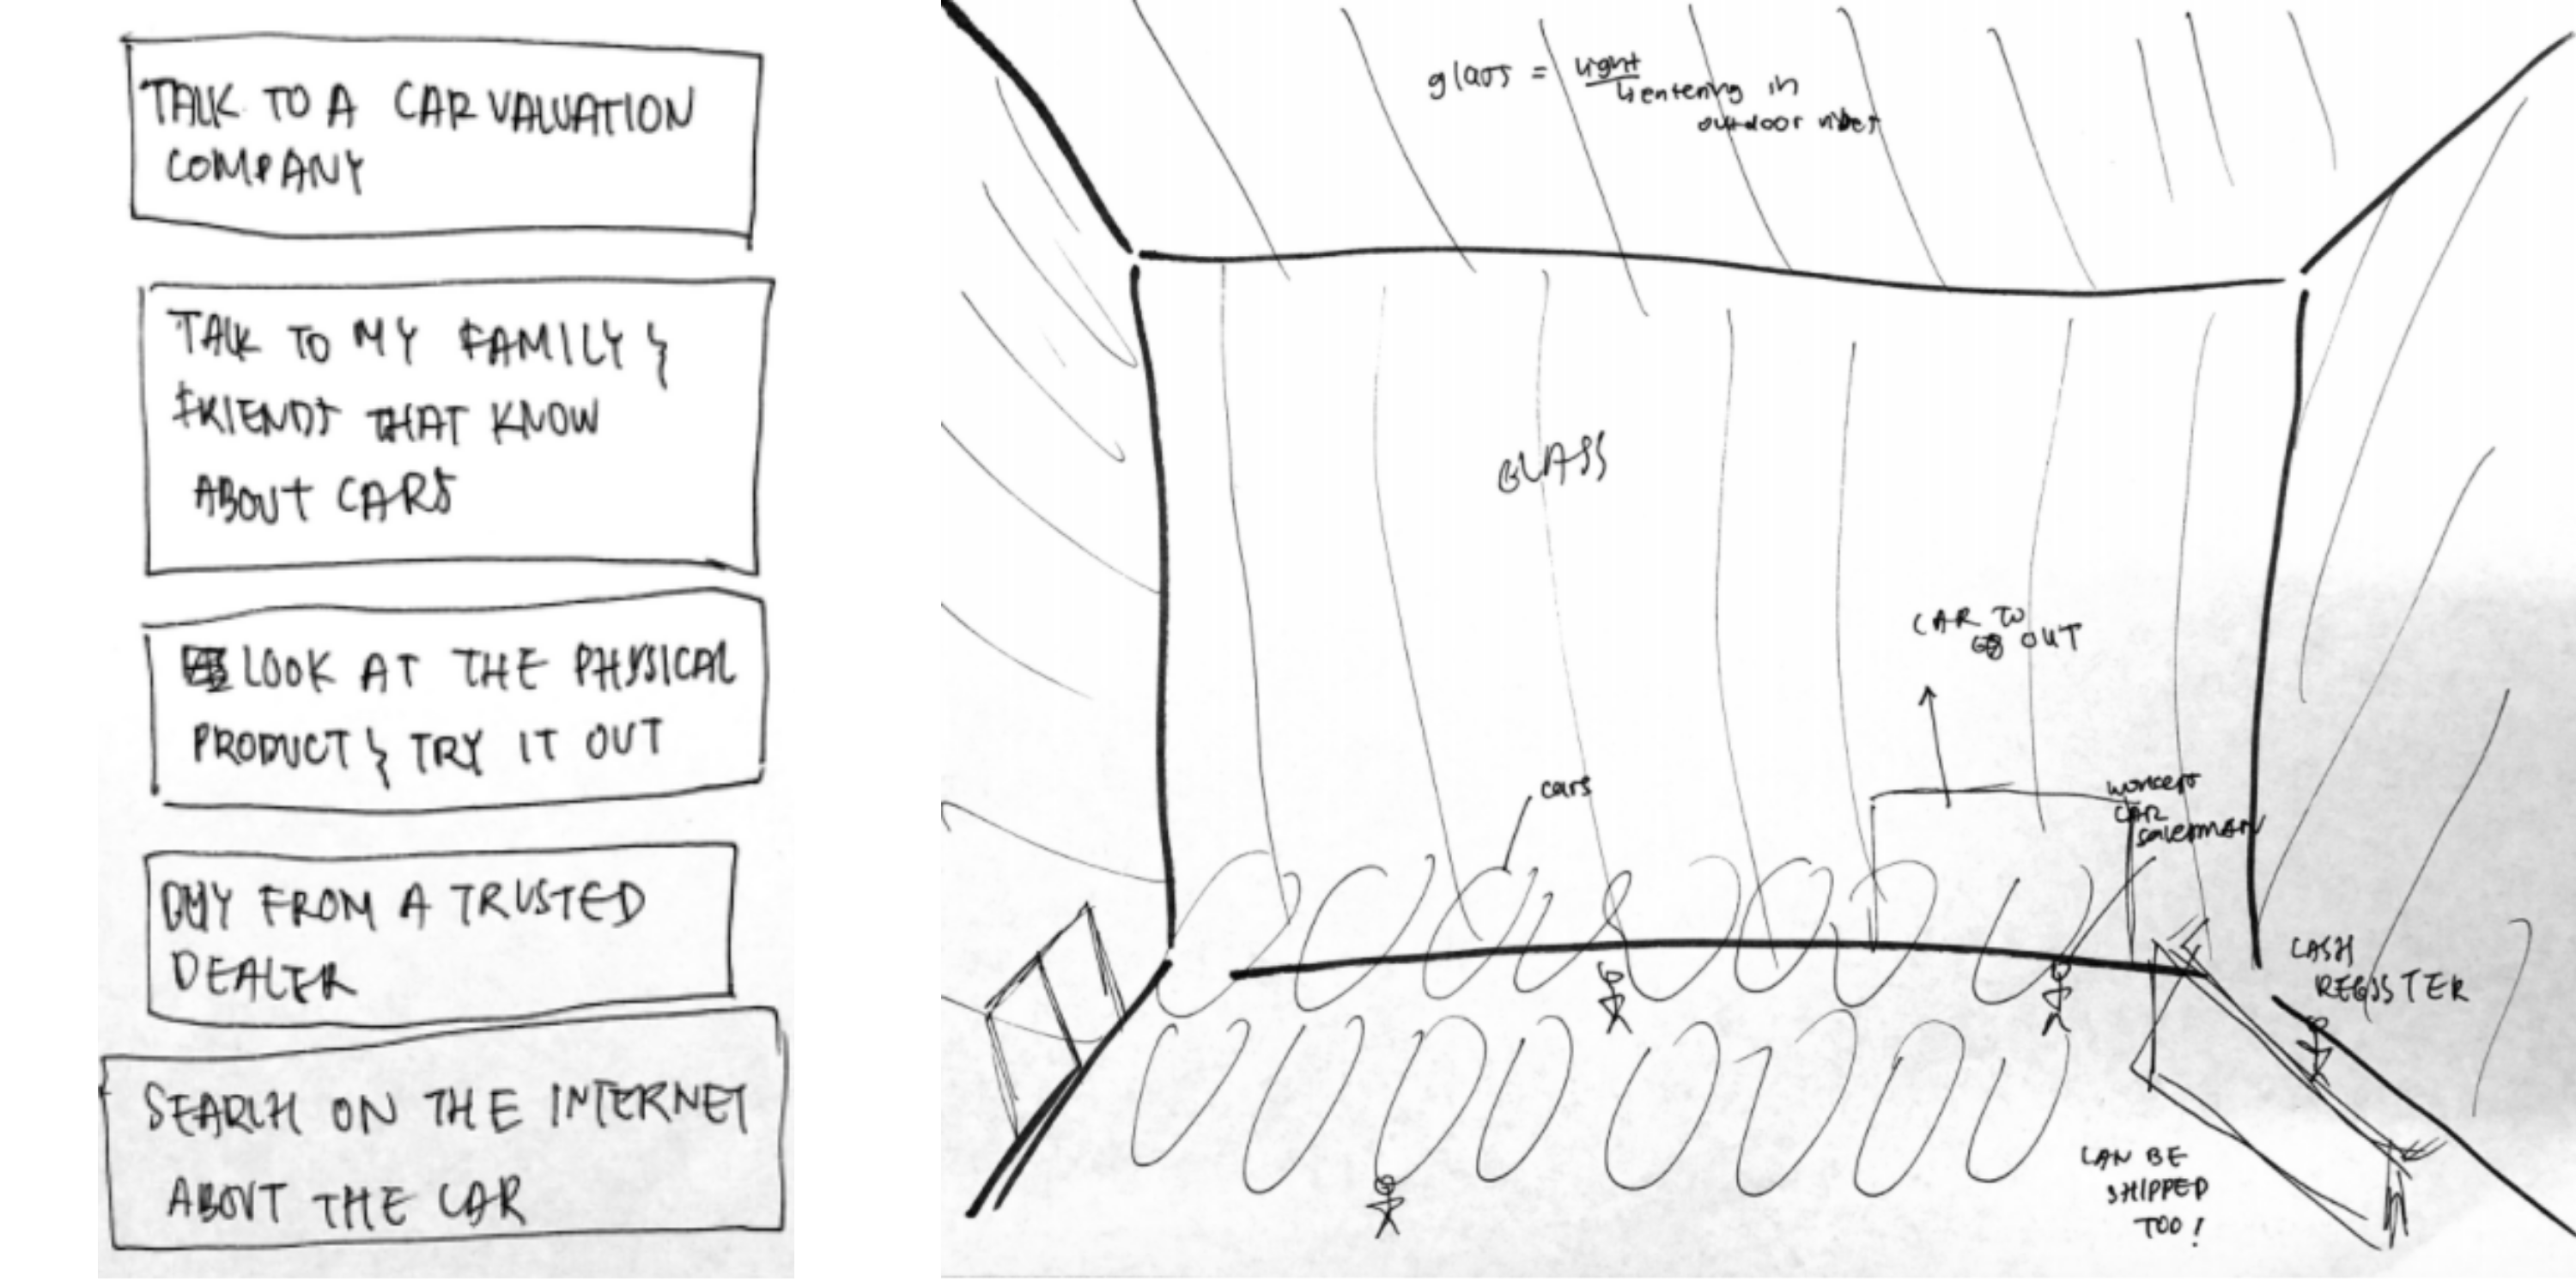 TALK TO A CAR VALUATION
COMPANY
TALK TO MY FAMILY &
FRIENDS THAT KNOW
ABOUT CARS
LOOK AT THE PHYSICAL
PRODUCT & TRY IT OUT
BUY FROM A TRUSTED
DEALER
SEARCH ON THE INTERNET
ABOUT THE CAR
glass = light
entering in
outdoor vibes
GLASS
CAR TO
GO OUT
cars
workers
CAR
salesman
CASH
REGISTER
CAN BE
SHIPPED
TOO!